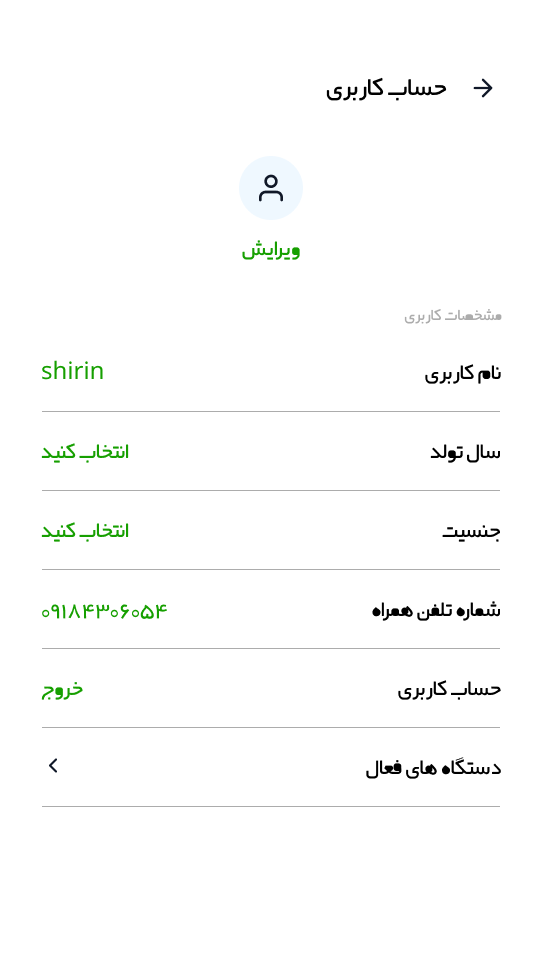 حساب کاربری
ویرایش
مشخصات کاربری
نام کاربری shirin
سال تولد انتخاب کنید
جنسیت انتخاب کنید
شماره تلفن همراه ۰۹۱۸۴۳۰۶۰۵۴
حساب کاربری خروج
دستگاه های فعال